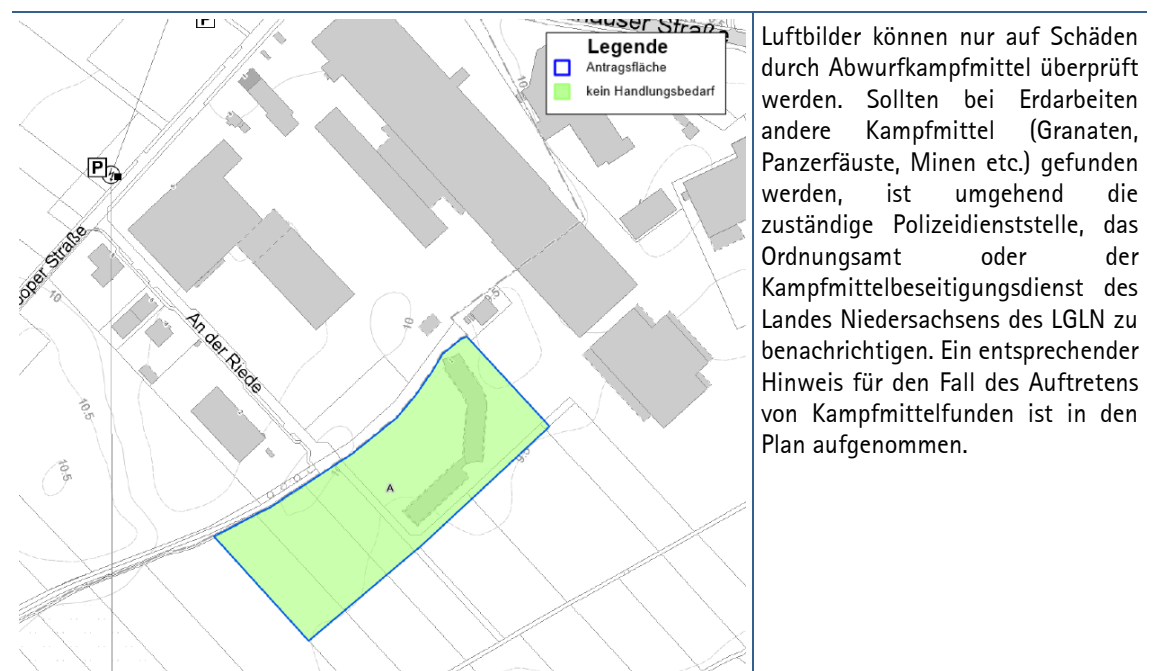 P
Legende
Antragsfläche
kein Handlungsbedarf
10
P
10
9.5
10
An der Riede
10.5
10.5
A
Luftbilder können nur auf Schäden
durch Abwurfkampfmittel überprüft
werden. Sollten bei Erdarbeiten
andere Kampfmittel (Granaten,
Panzerfäuste, Minen etc.) gefunden
werden, ist umgehend die
zuständige Polizeidienststelle, das
Ordnungsamt oder der
Kampfmittelbeseitigungsdienst des
Landes Niedersachsens des LGLN zu
benachrichtigen. Ein entsprechender
Hinweis für den Fall des Auftretens
von Kampfmittelfunden ist in den
Plan aufgenommen.